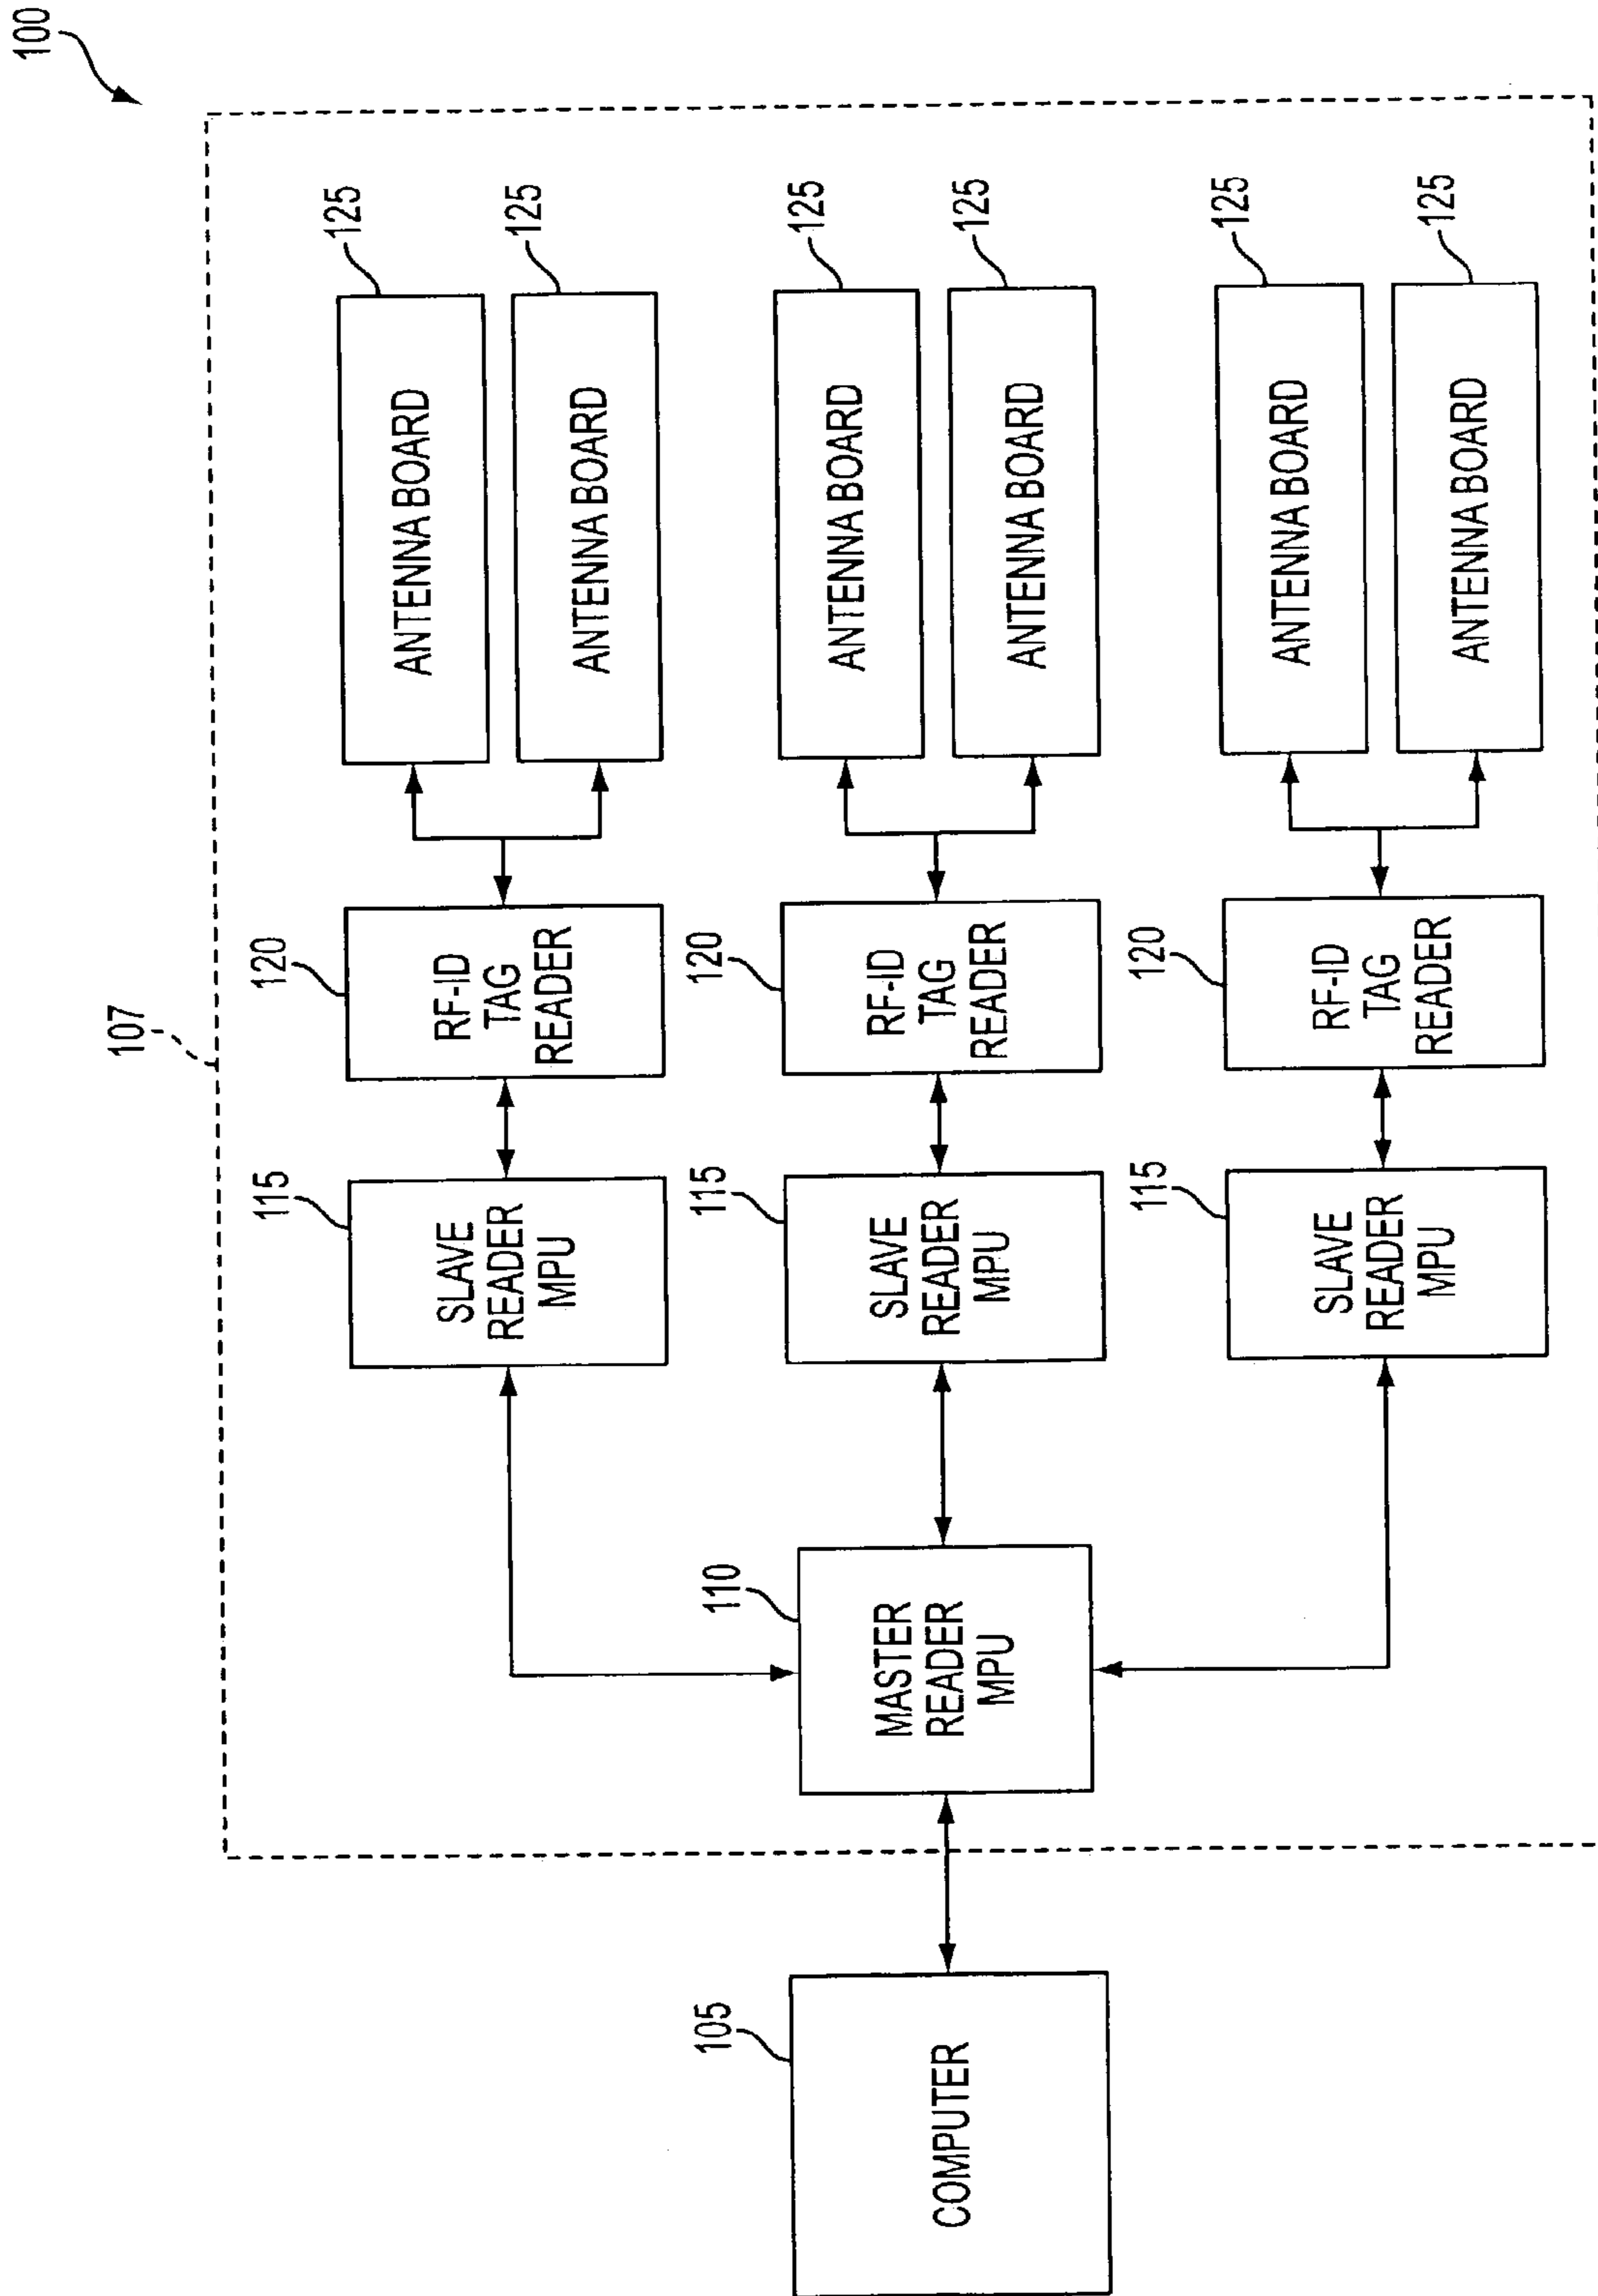 100
107
125
ANTENNA BOARD
125
ANTENNA BOARD
125
ANTENNA BOARD
125
ANTENNA BOARD
125
ANTENNA BOARD
125
ANTENNA BOARD
120
RF-ID
TAG
READER
120
RF-ID
TAG
READER
120
RF-ID
TAG
READER
115
SLAVE
READER
MPU
115
SLAVE
READER
MPU
115
SLAVE
READER
MPU
110
MASTER
READER
MPU
105
COMPUTER